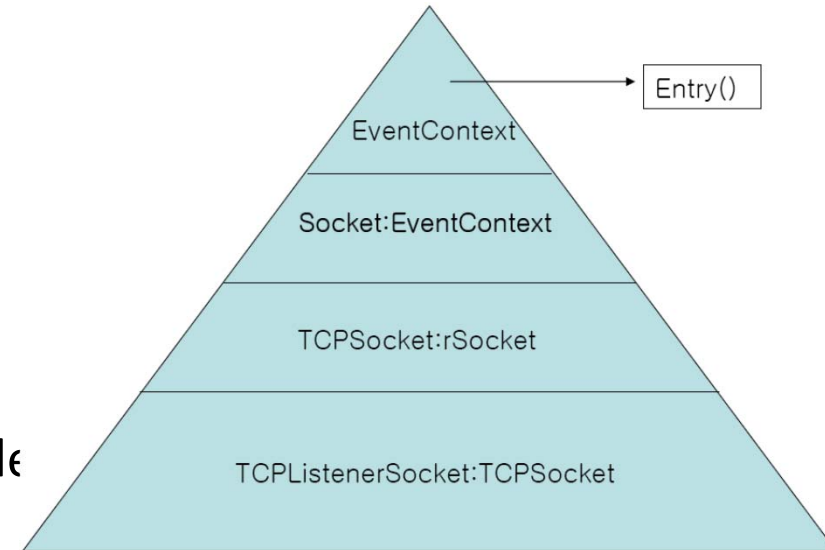 Entry()
EventContext
Socket:EventContext
TCPSocket:rSocket
TCPListenerSocket:TCPSocket